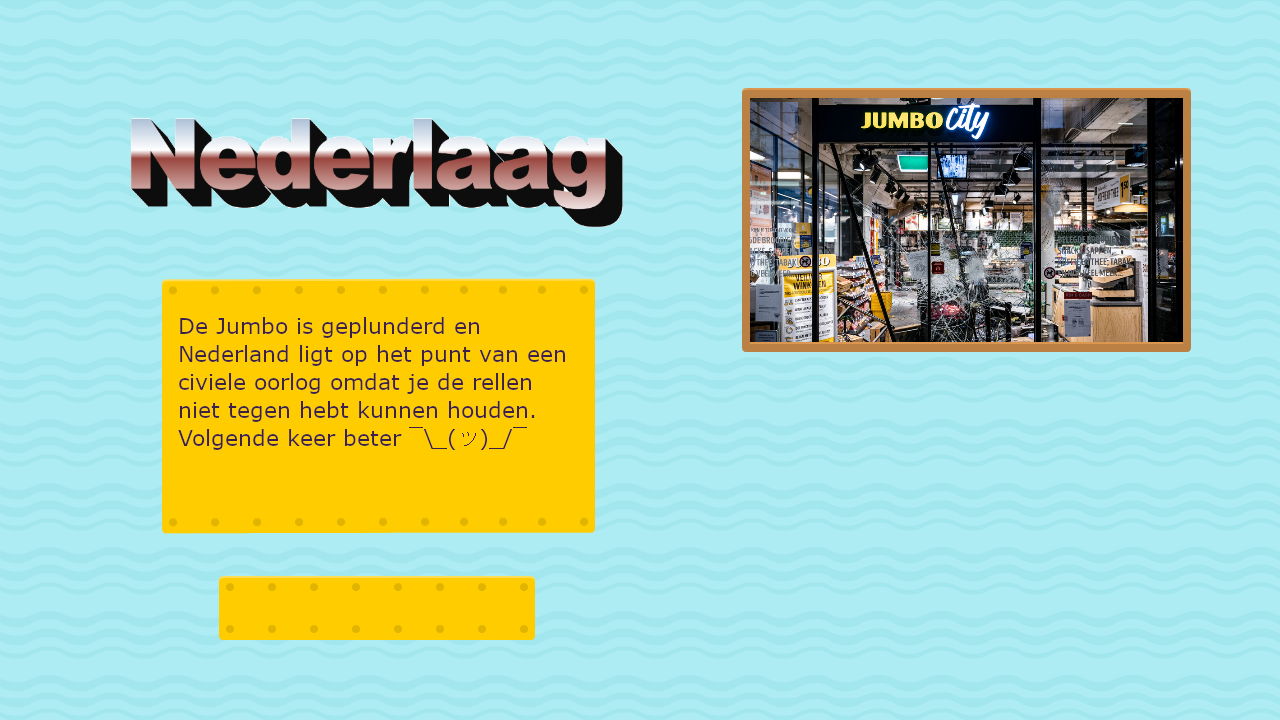 Nederlaag
De Jumbo is geplunderd en
Nederland ligt op het punt van een
civiele oorlog omdat je de rellen
niet tegen hebt kunnen houden.
Volgende keer beter ¯\_(ツ)_/¯
JUMBO City